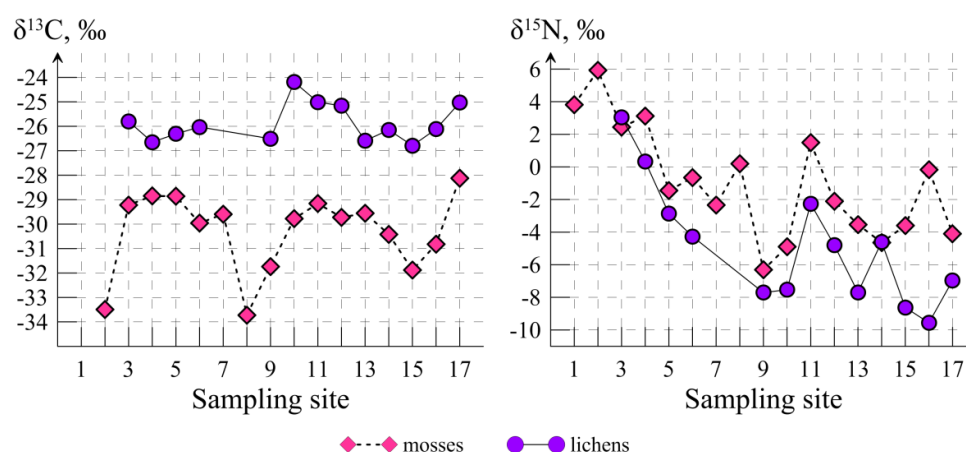 δ¹³C, ‰
-24
-25
-26
-27
-28
-29
-30
-31
-32
-33
-34
1 3 5 7 9 11 13 15 17
Sampling site
δ¹⁵N, ‰
6
4
2
0
-2
-4
-6
-8
-10
1 3 5 7 9 11 13 15 17
Sampling site
mosses lichens